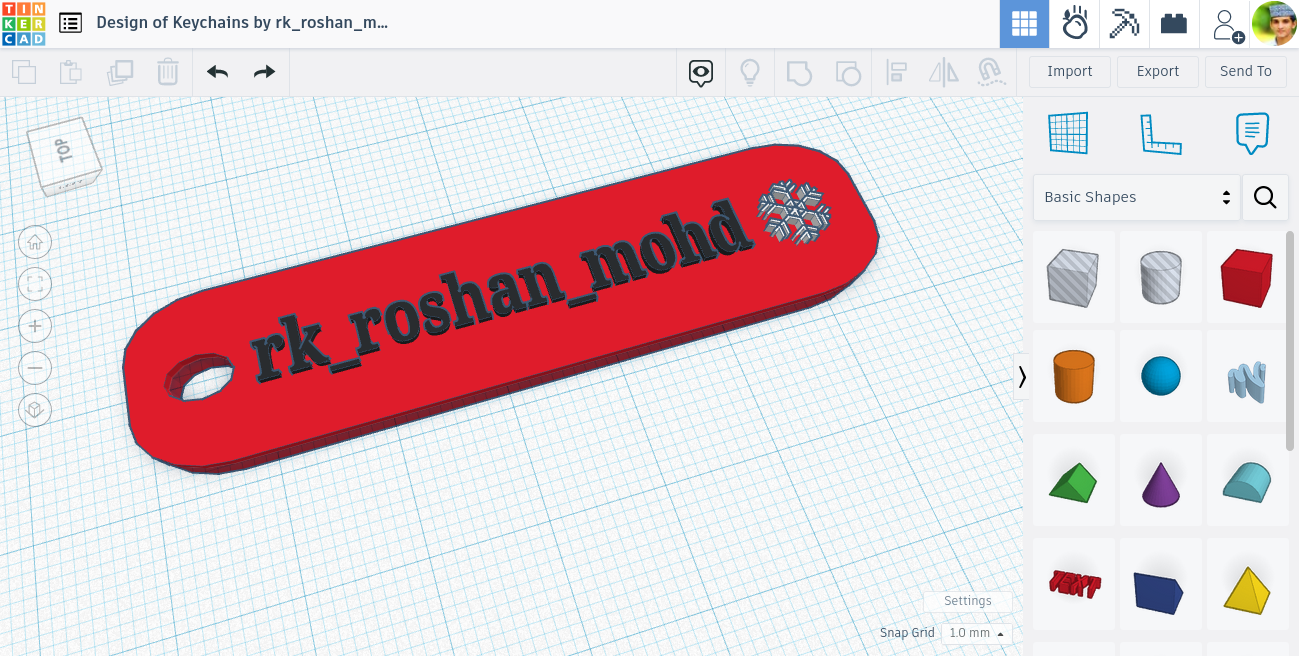 TIN
KER
CAD
Design of Keychains by rk_roshan_m...
Import
Export
Send To
TOP
Basic Shapes
rk_roshan_mohd
TEXT
Settings
Snap Grid 1.0 mm